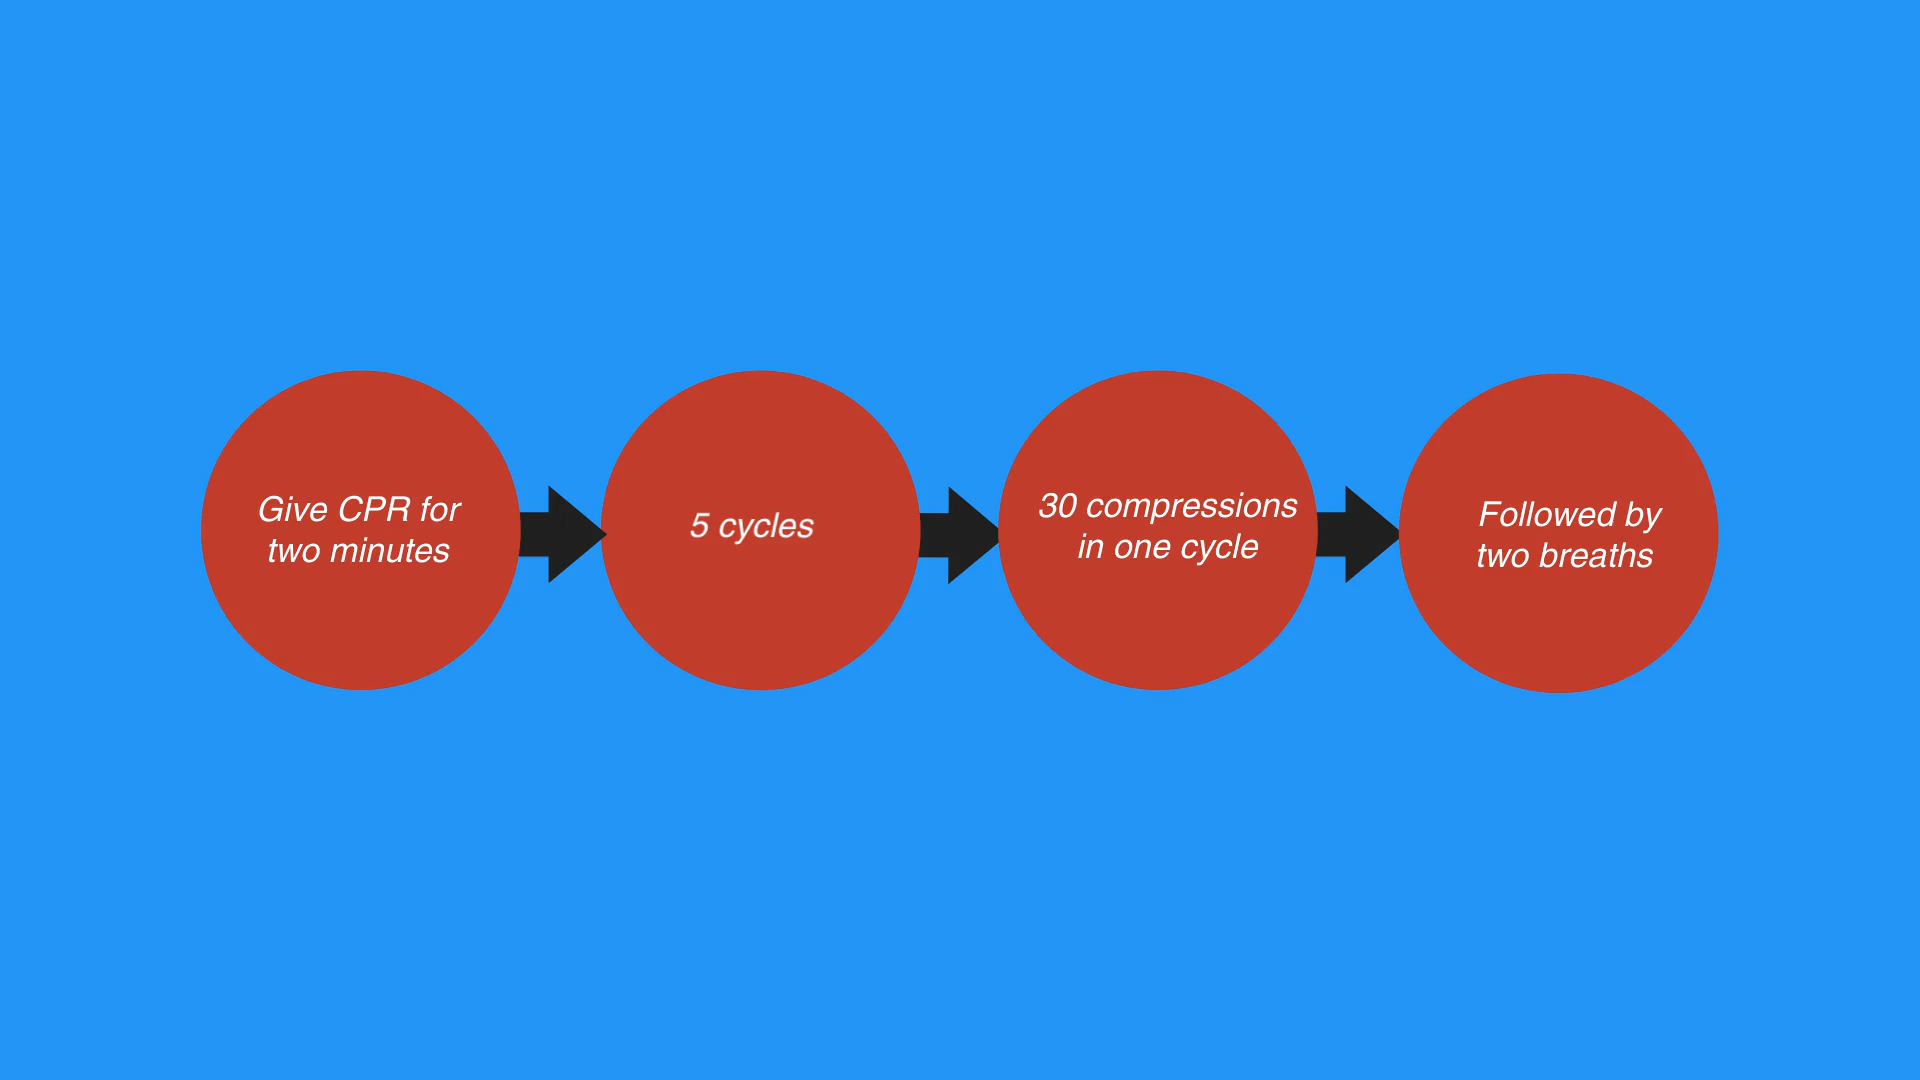 Give CPR for
two minutes
5 cycles
30 compressions
in one cycle
Followed by
two breaths